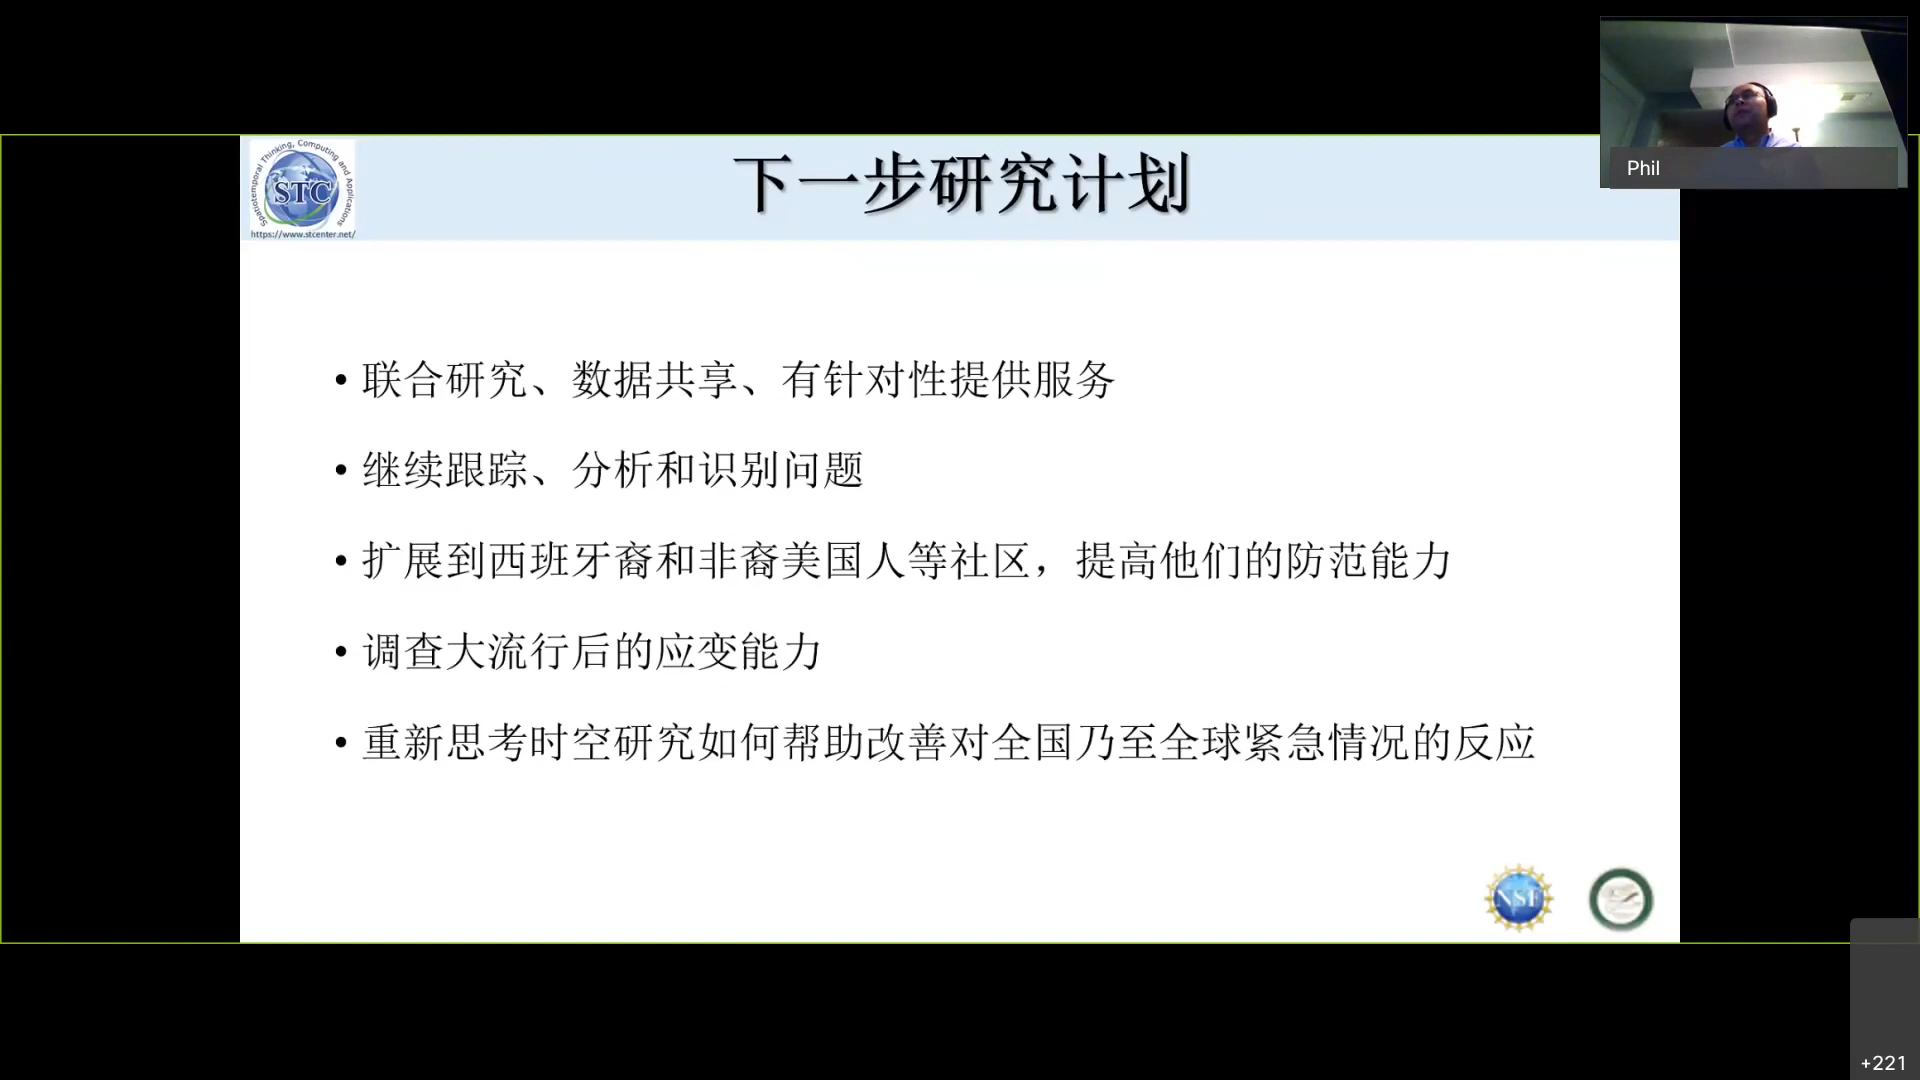 Phil
Spatiotemporal Thinking, Computing and Applications
STC
https://www.stcenter.net/
下一步研究计划
• 联合研究、数据共享、有针对性提供服务
• 继续跟踪、分析和识别问题
• 扩展到西班牙裔和非裔美国人等社区，提高他们的防范能力
• 调查大流行后的应变能力
• 重新思考时空研究如何帮助改善对全国乃至全球紧急情况的反应
NSF
+221